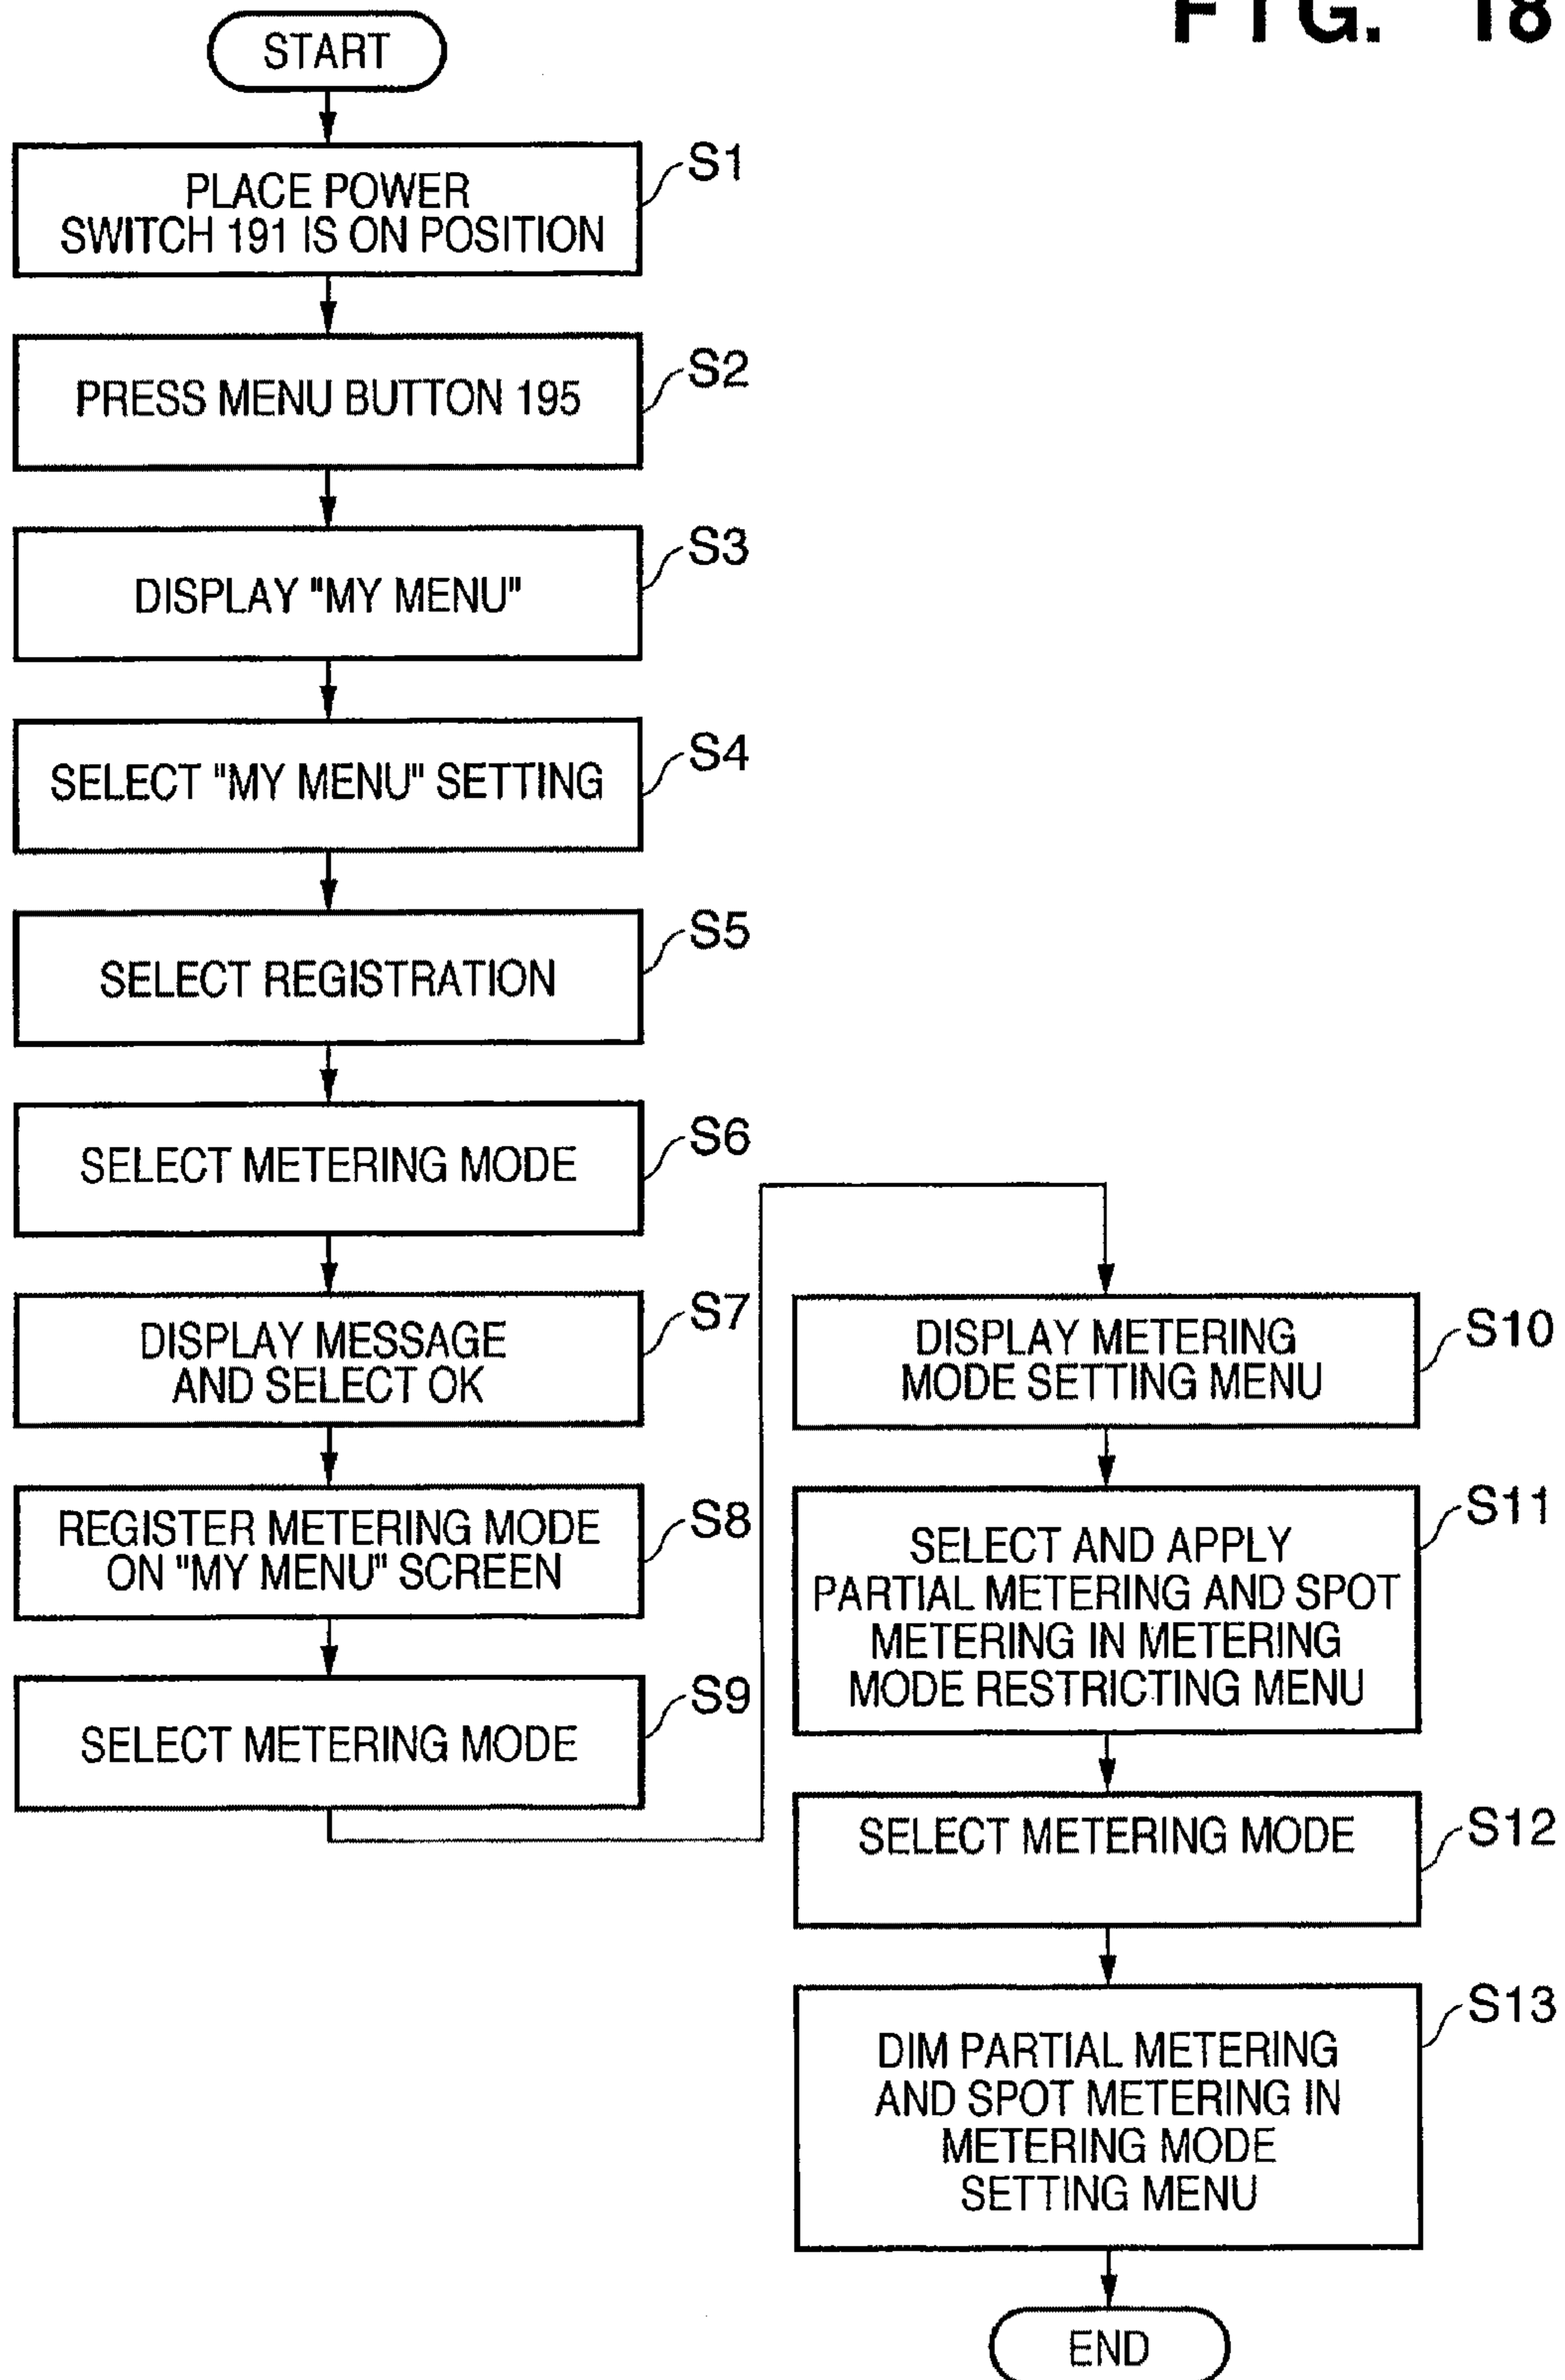 FIG. 18
START
S1
PLACE POWER
SWITCH 191 IS ON POSITION
S2
PRESS MENU BUTTON 195
S3
DISPLAY "MY MENU"
S4
SELECT "MY MENU" SETTING
S5
SELECT REGISTRATION
S6
SELECT METERING MODE
S7
DISPLAY MESSAGE
AND SELECT OK
S8
REGISTER METERING MODE
ON "MY MENU" SCREEN
S9
SELECT METERING MODE
S10
DISPLAY METERING
MODE SETTING MENU
S11
SELECT AND APPLY
PARTIAL METERING AND SPOT
METERING IN METERING
MODE RESTRICTING MENU
S12
SELECT METERING MODE
S13
DIM PARTIAL METERING
AND SPOT METERING IN
METERING MODE
SETTING MENU
END